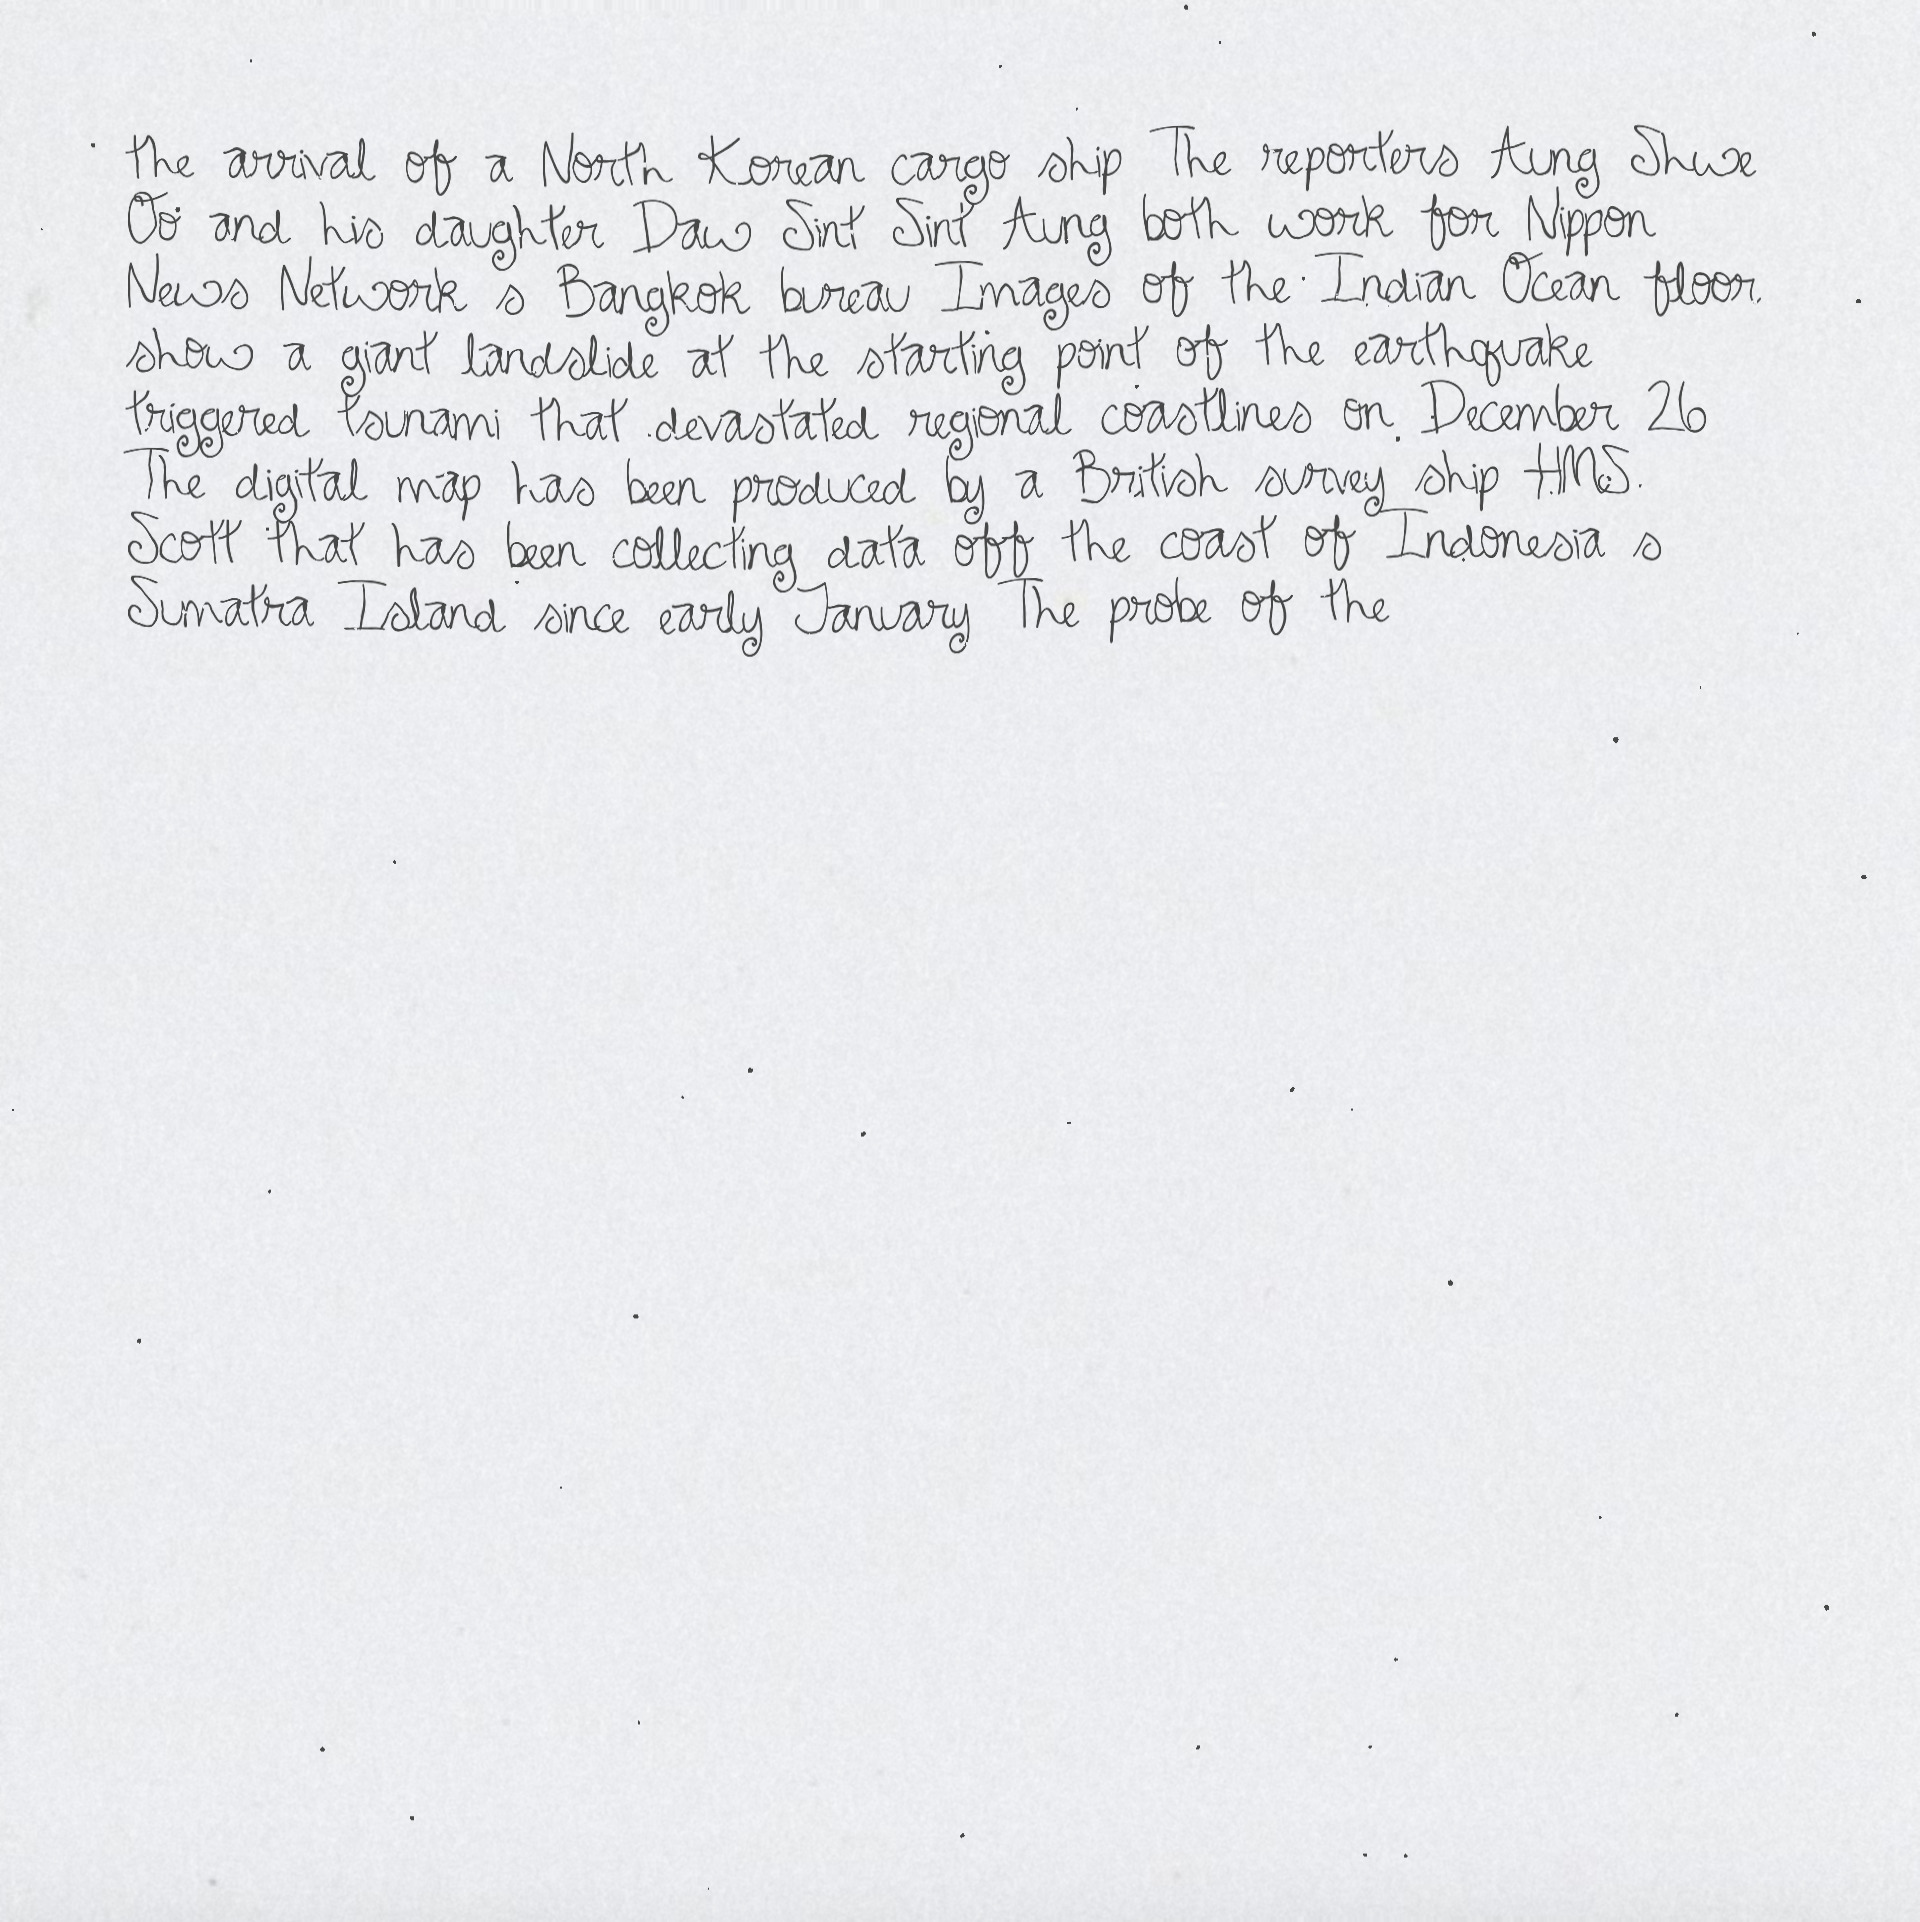 the arrival of a North Korean cargo ship The reporters Aung Shwe
Oo and his daughter Daw Sint Sint Aung both work for Nippon
News Network s Bangkok bureau Images of the Indian Ocean floor
show a giant landslide at the starting point of the earthquake
triggered tsunami that devastated regional coastlines on December 26
The digital map has been produced by a British survey ship HMS
Scott that has been collecting data off the coast of Indonesia s
Sumatra Island since early January The probe of the